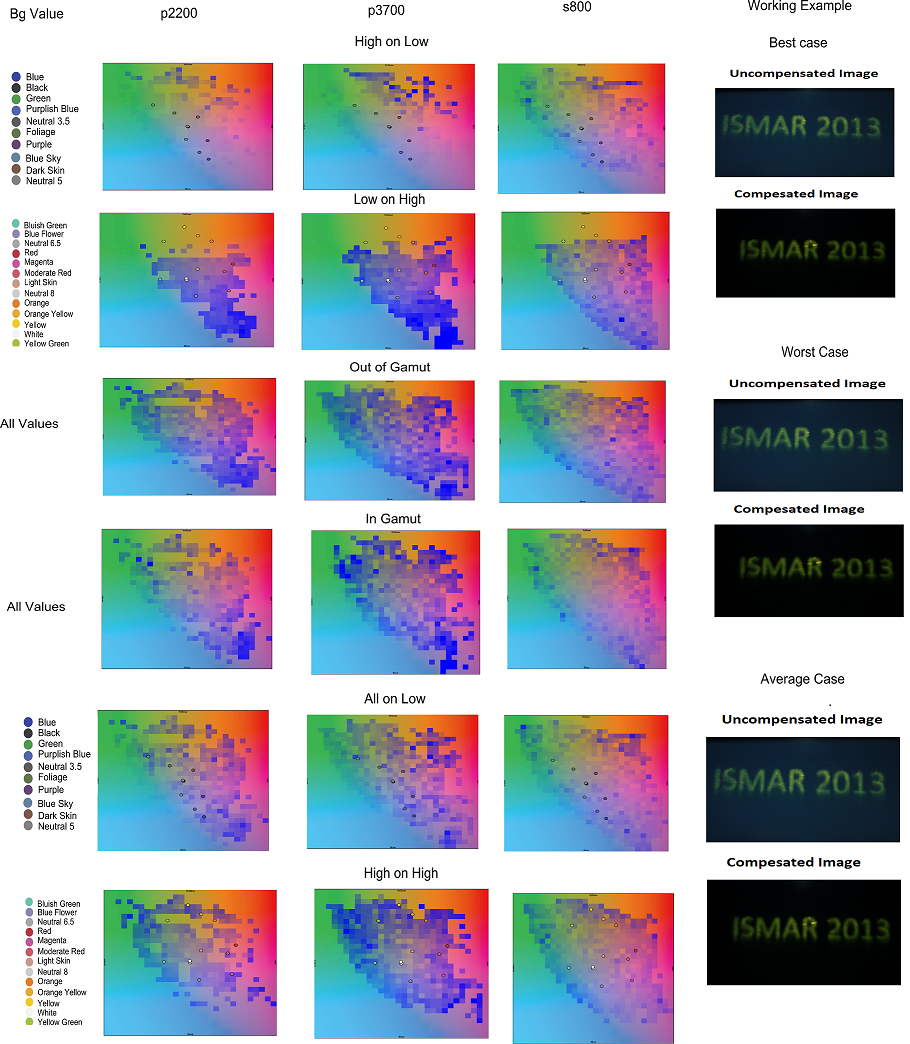 Bg Value
p2200
p3700
s800
Working Example
High on Low
Best case
Blue
Black
Green
Purplish Blue
Neutral 3.5
Foliage
Purple
Blue Sky
Dark Skin
Neutral 5
Uncompensated Image
ISMAR 2013
Compesated Image
ISMAR 2013
Low on High
Bluish Green
Blue Flower
Neutral 6.5
Red
Magenta
Moderate Red
Light Skin
Neutral 8
Orange
Orange Yellow
Yellow
White
Yellow Green
Worst Case
Out of Gamut
All Values
Uncompensated Image
ISMAR 2013
Compesated Image
ISMAR 2013
In Gamut
All Values
Average Case
All on Low
Blue
Black
Green
Purplish Blue
Neutral 3.5
Foliage
Purple
Blue Sky
Dark Skin
Neutral 5
Uncompensated Image
ISMAR 2013
Compesated Image
ISMAR 2013
High on High
Bluish Green
Blue Flower
Neutral 6.5
Red
Magenta
Moderate Red
Light Skin
Neutral 8
Orange
Orange Yellow
Yellow
White
Yellow Green